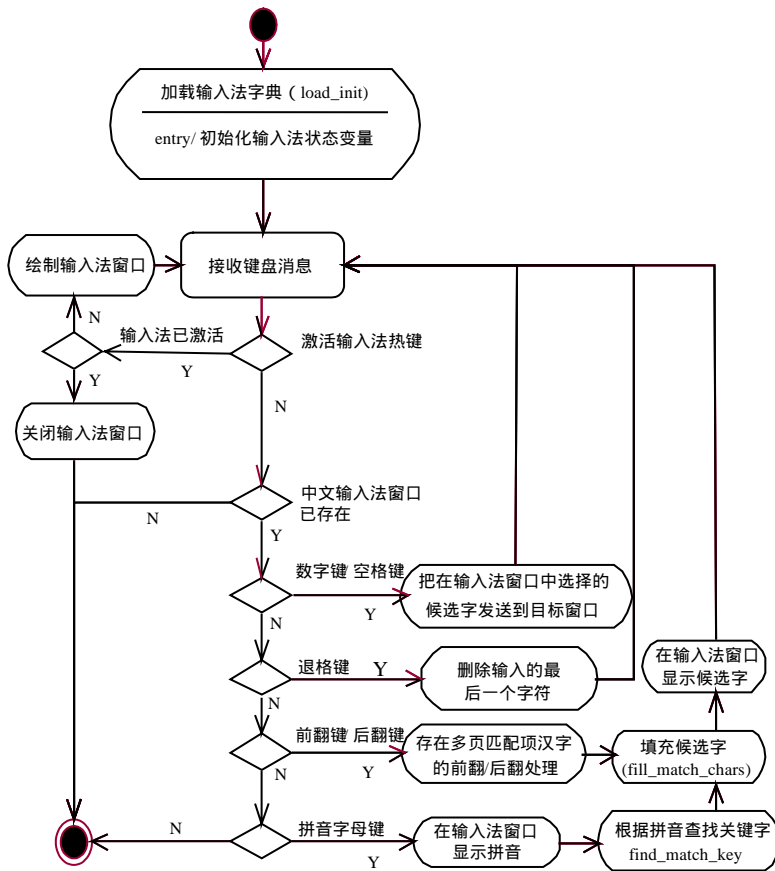 加载输入法字典（load_init)
entry/ 初始化输入法状态变量
绘制输入法窗口
接收键盘消息
N
输入法已激活
激活输入法热键
Y
Y
N
关闭输入法窗口
中文输入法窗口
已存在
N
Y
数字键/ 空格键
把在输入法窗口中选择的
候选字发送到目标窗口
Y
N
退格键
Y
删除输入的最
后一个字符
在输入法窗口
显示候选字
N
前翻键/ 后翻键
存在多页匹配项汉字
的前翻/后翻处理
填充候选字
(fill_match_chars)
Y
N
N
拼音字母键
在输入法窗口
显示拼音
根据拼音查找关键字
find_match_key
Y